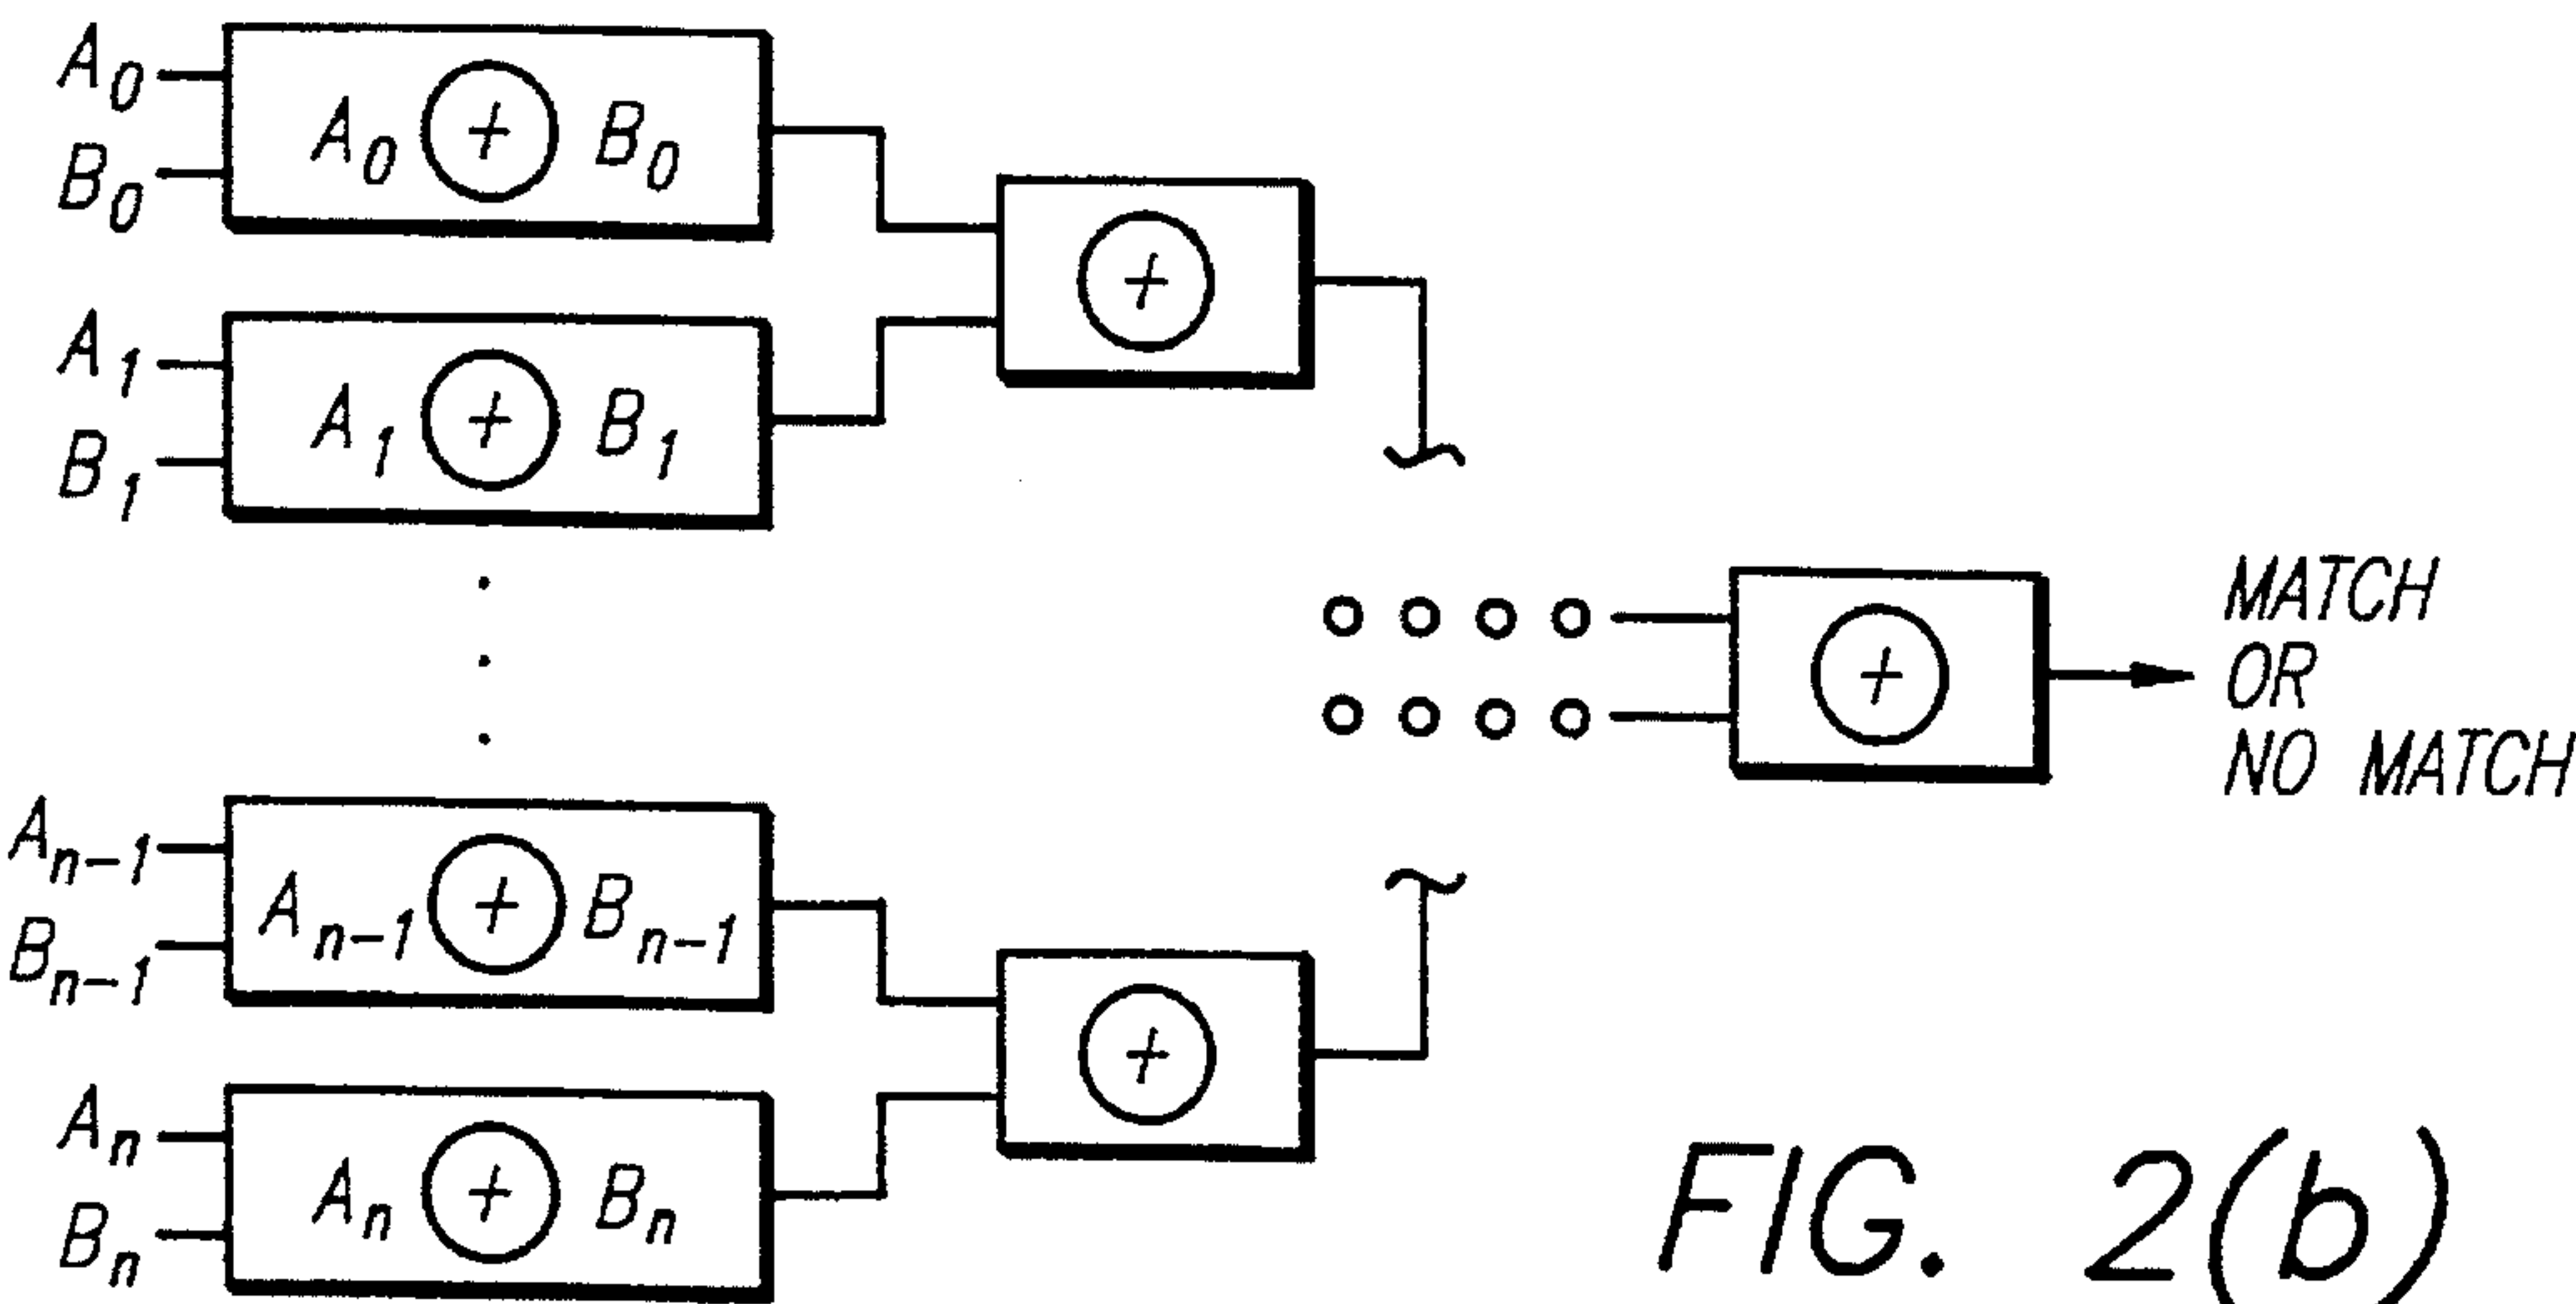 A0
B0
A0 ⊕ B0
⊕
A1
B1
A1 ⊕ B1
⊕
MATCH
OR
NO MATCH
An-1
Bn-1
An-1 ⊕ Bn-1
⊕
An
Bn
An ⊕ Bn
FIG. 2(b)